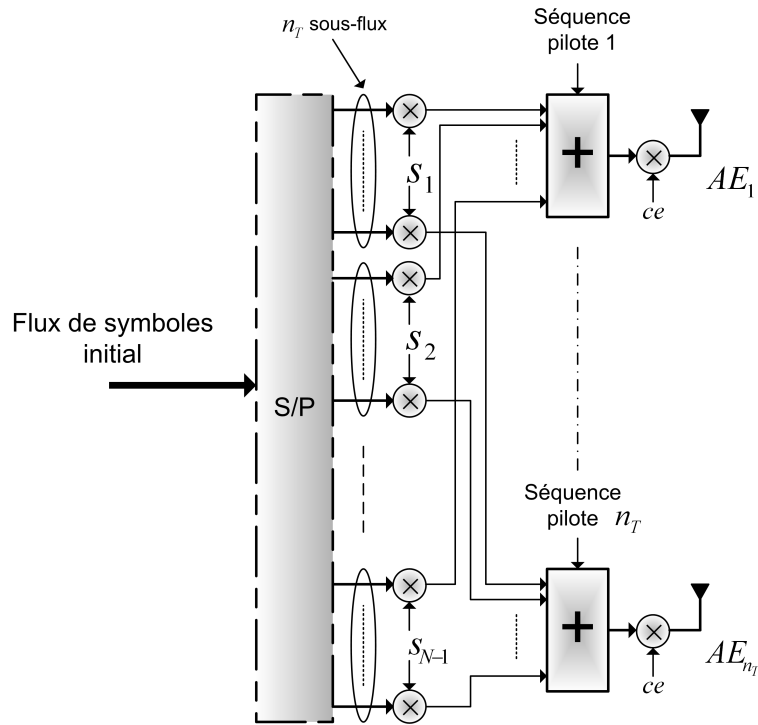 n_T sous-flux
Séquence
pilote 1
s_1
ce
AE_1
s_2
Flux de symboles
initial
S/P
Séquence
pilote n_T
s_{N-1}
ce
AE_{n_T}